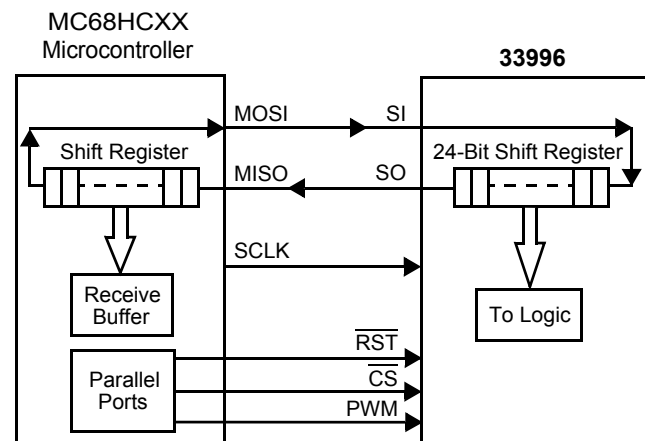 MC68HCXX
Microcontroller
33996
MOSI SI
Shift Register
24-Bit Shift Register
MISO SO
SCLK
Receive
Buffer
To Logic
RST
Parallel
Ports
CS
PWM